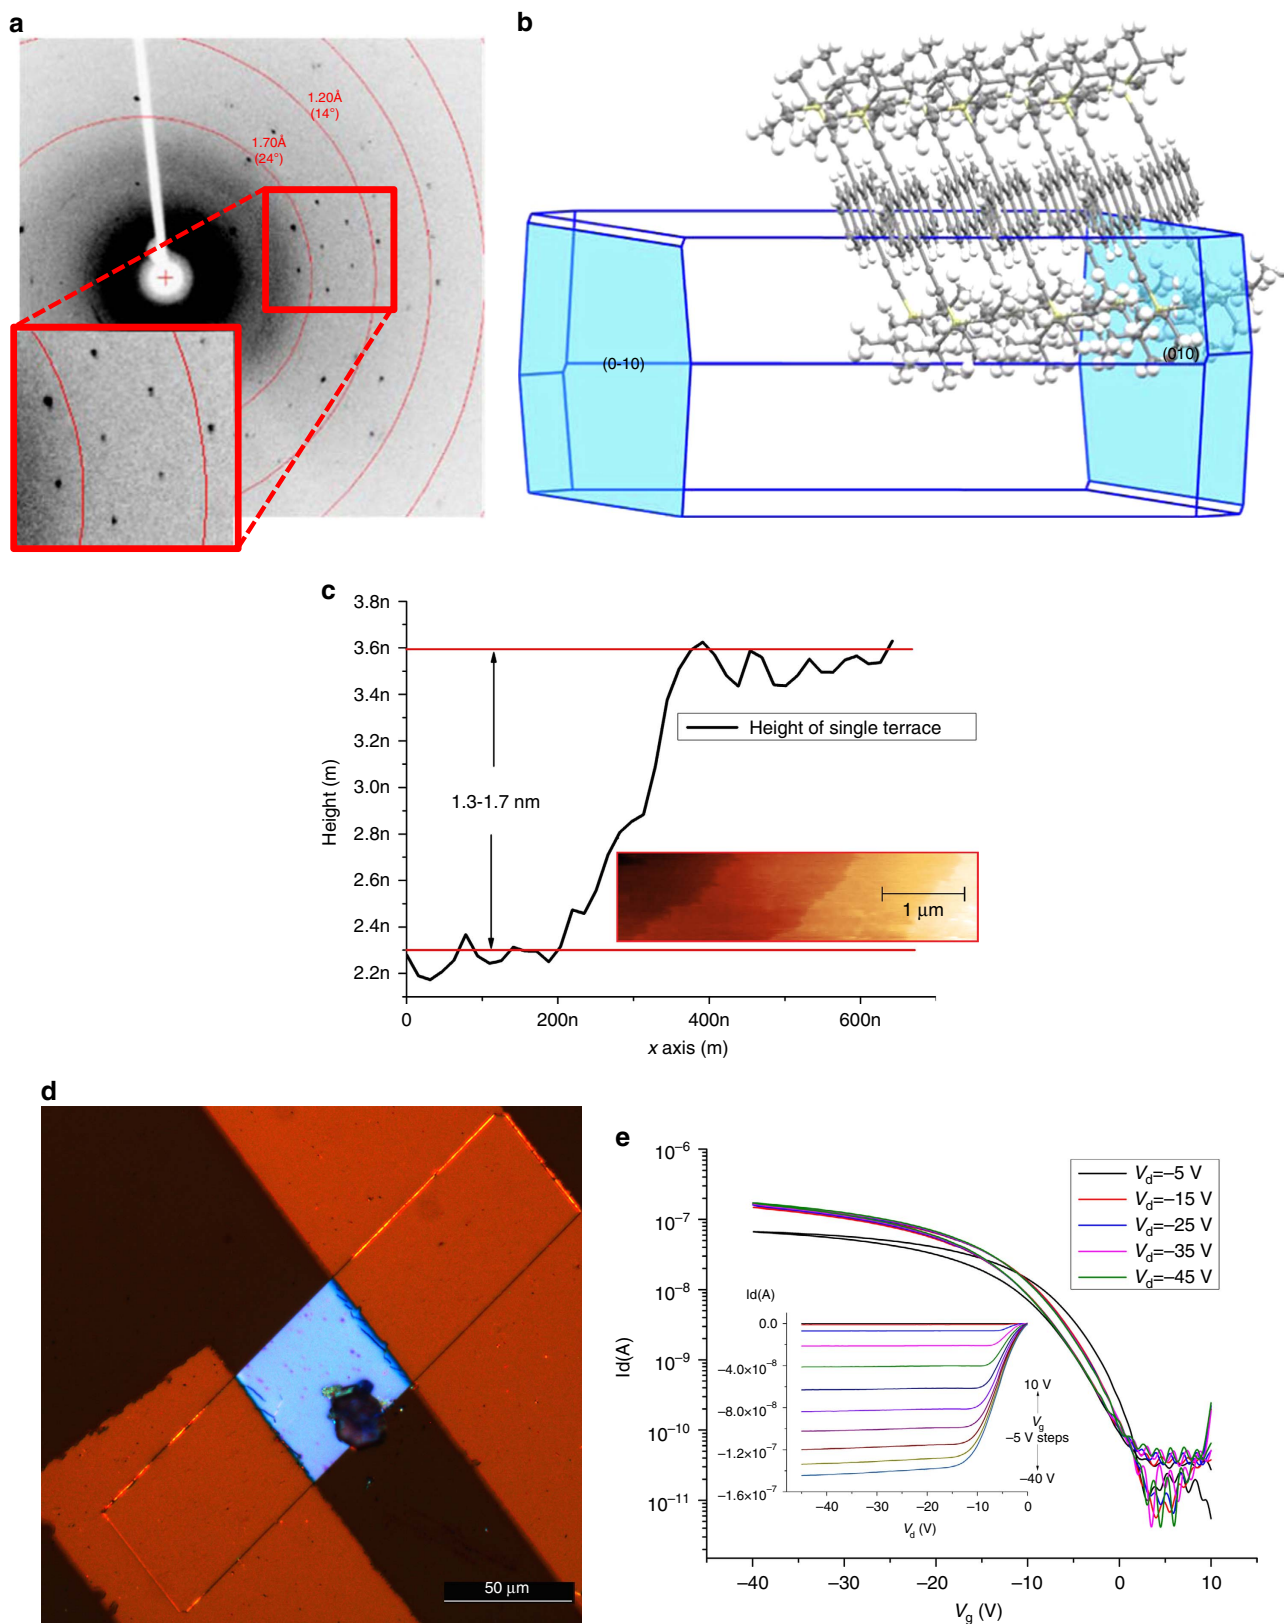 a
1.20Å
(14°)
1.70Å
(24°)
b
(0-10)
(010)
c
3.8n
3.6n
3.4n
3.2n
3.0n
2.8n
2.6n
2.4n
2.2n
Height (m)
1.3-1.7 nm
Height of single terrace
1 μm
0
200n
400n
600n
x axis (m)
d
50 μm
e
10⁻⁶
10⁻⁷
10⁻⁸
10⁻⁹
10⁻¹⁰
10⁻¹¹
Id(A)
Vd=–5 V
Vd=–15 V
Vd=–25 V
Vd=–35 V
Vd=–45 V
Id(A)
0.0
–4.0×10⁻⁸
–8.0×10⁻⁸
–1.2×10⁻⁷
–1.6×10⁻⁷
10 V
Vg
–5 V steps
–40 V
–40
–30
–20
–10
0
Vd (V)
–40
–30
–20
–10
0
10
Vg (V)